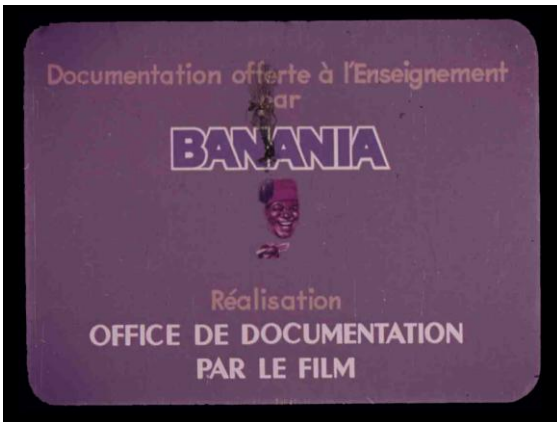 Documentation offerte à l'Enseignement
par
BANANIA
Réalisation
OFFICE DE DOCUMENTATION
PAR LE FILM